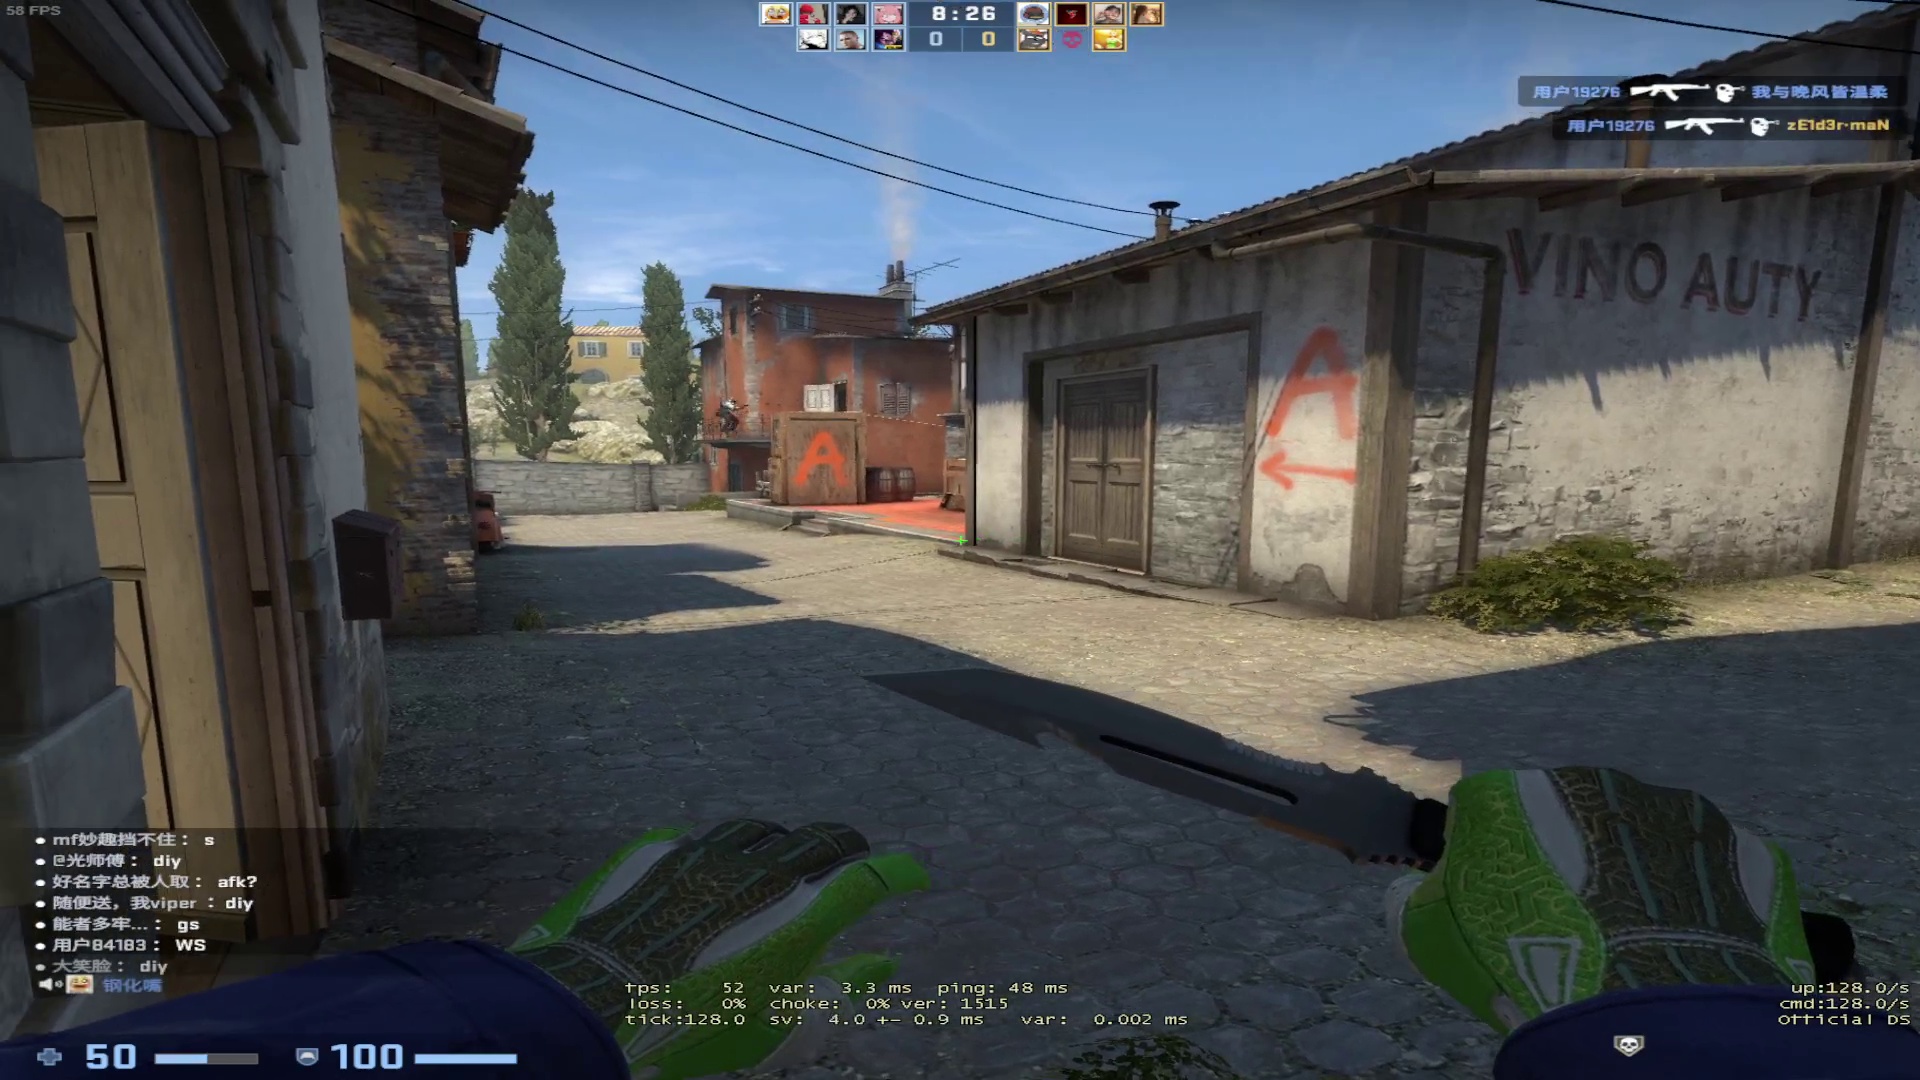 58 FPS
8:26
0 0
用户19276 我与晚风皆温柔
用户19276 zE1d3r-maN
VINO AUTY
A
A
mf妙趣挡不住： s
@光师傅： diy
好名字总被人取： afk?
随便送，我viper ：diy
能者多牢...： gs
用户84183： WS
大笑脸： diy
钢化嘴
fps: 52 var: 3.3 ms ping: 48 ms
loss: 0% choke: 0% ver: 1515
tick:128.0 sv: 4.0 +- 0.9 ms var: 0.002 ms
up:128.0/s
cmd:128.0/s
Official DS
50 100